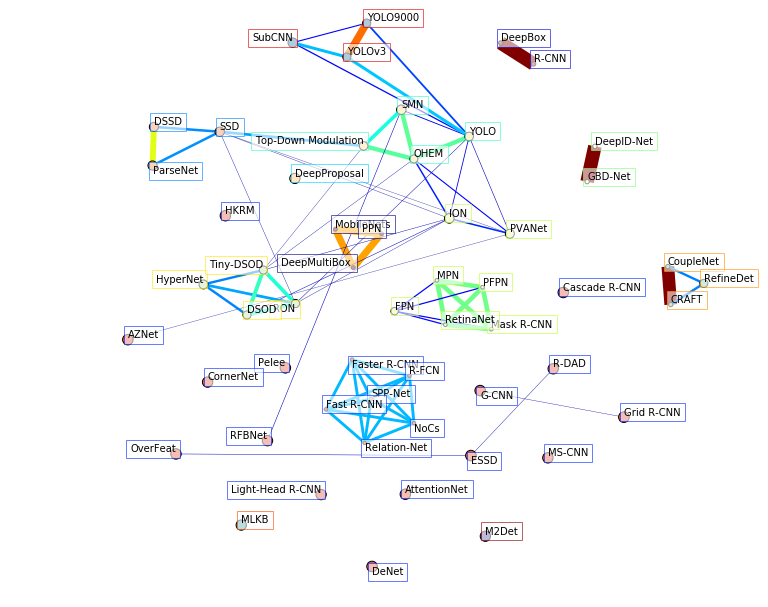 YOLO9000
SubCNN
DeepBox
YOLOv3
R-CNN
SMN
DSSD
SSD
YOLO
Top-Down Modulation
DeepID-Net
OHEM
ParseNet
DeepProposal
GBD-Net
HKRM
ION
MobileNets
PPN
PVANet
Tiny-DSOD
DeepMultiBox
CoupleNet
HyperNet
MPN
PFPN
RefineDet
Cascade R-CNN
CRAFT
DSOD
RON
FPN
RetinaNet
Mask R-CNN
AZNet
Pelee
Faster R-CNN
R-FCN
R-DAD
CornerNet
SPP-Net
G-CNN
Fast R-CNN
Grid R-CNN
RFBNet
NoCs
OverFeat
Relation-Net
ESSD
MS-CNN
Light-Head R-CNN
AttentionNet
MLKB
M2Det
DeNet